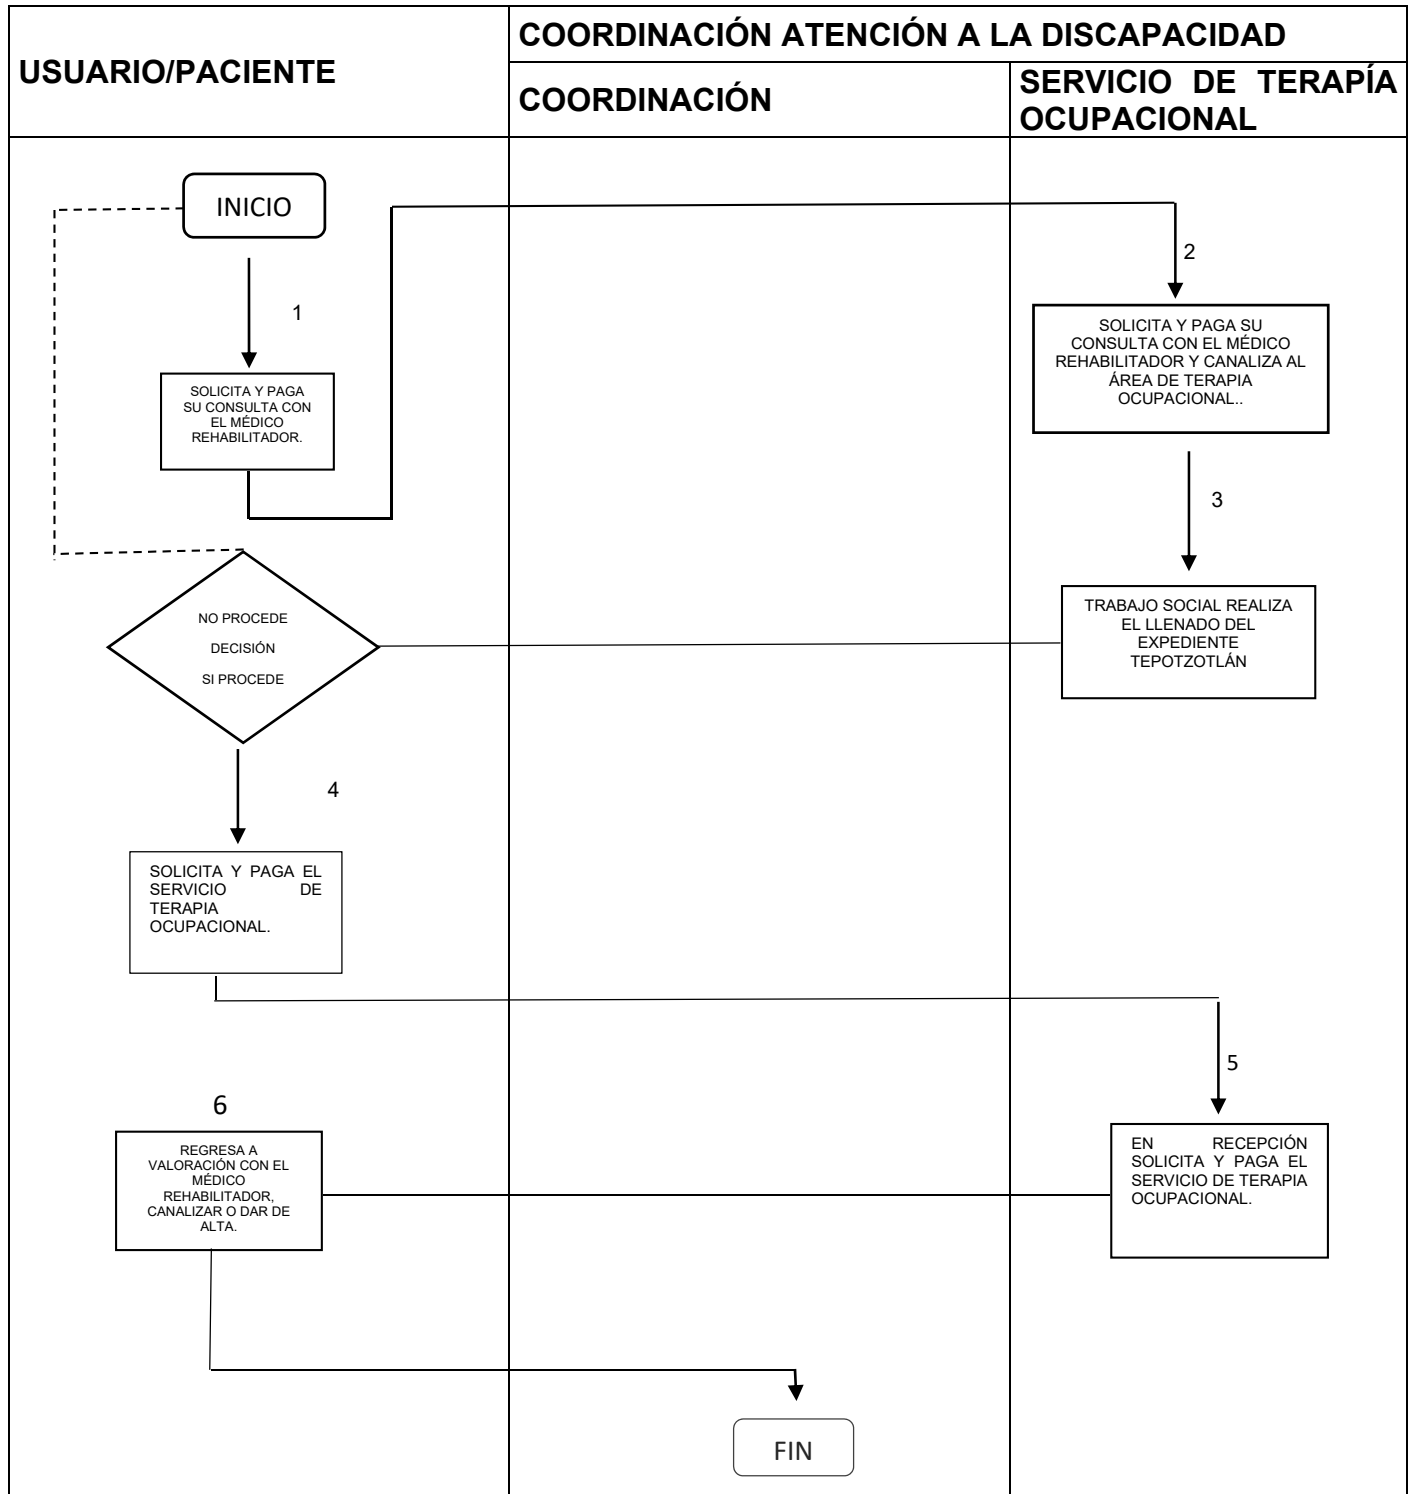 USUARIO/PACIENTE
COORDINACIÓN ATENCIÓN A LA DISCAPACIDAD
COORDINACIÓN
SERVICIO DE TERAPÍA
OCUPACIONAL
INICIO
1
SOLICITA Y PAGA
SU CONSULTA CON
EL MÉDICO
REHABILITADOR.
2
SOLICITA Y PAGA SU
CONSULTA CON EL MÉDICO
REHABILITADOR Y CANALIZA AL
ÁREA DE TERAPIA
OCUPACIONAL..
3
TRABAJO SOCIAL REALIZA
EL LLENADO DEL
EXPEDIENTE
TEPOTZOTLÁN
NO PROCEDE
DECISIÓN
SI PROCEDE
4
SOLICITA Y PAGA EL
SERVICIO DE
TERAPIA
OCUPACIONAL.
5
EN RECEPCIÓN
SOLICITA Y PAGA EL
SERVICIO DE TERAPIA
OCUPACIONAL.
6
REGRESA A
VALORACIÓN CON EL
MÉDICO
REHABILITADOR,
CANALIZAR O DAR DE
ALTA.
FIN